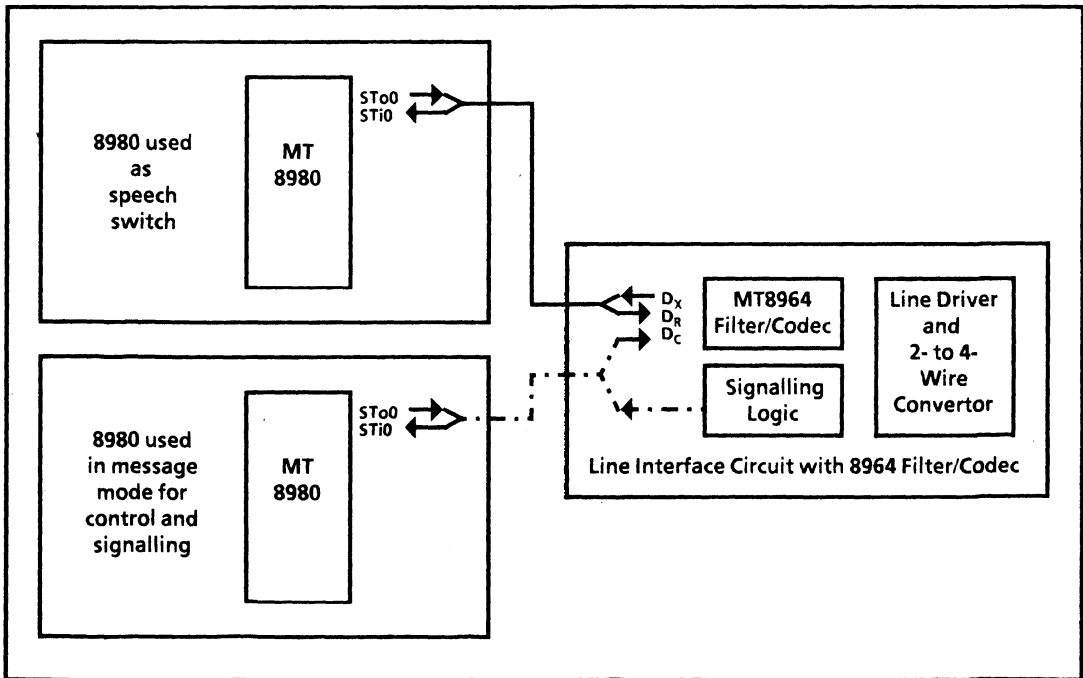 8980 used
as
speech
switch
MT
8980
STo0
STi0
8980 used
in message
mode for
control and
signalling
MT
8980
STo0
STi0
DX
DR
DC
MT8964
Filter/Codec
Signalling
Logic
Line Driver
and
2- to 4-
Wire
Convertor
Line Interface Circuit with 8964 Filter/Codec